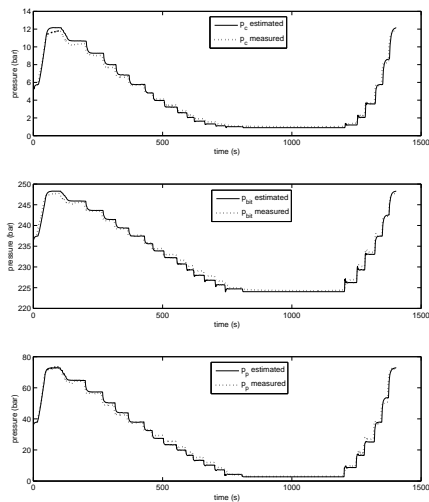 14
12
10
8
6
4
2
0
pressure (bar)
p_c estimated
p_c measured
0 500 1000 1500
time (s)
250
245
240
235
230
225
220
pressure (bar)
p_bit estimated
p_bit measured
0 500 1000 1500
time (s)
80
60
40
20
0
pressure (bar)
p_p estimated
p_p measured
0 500 1000 1500
time (s)